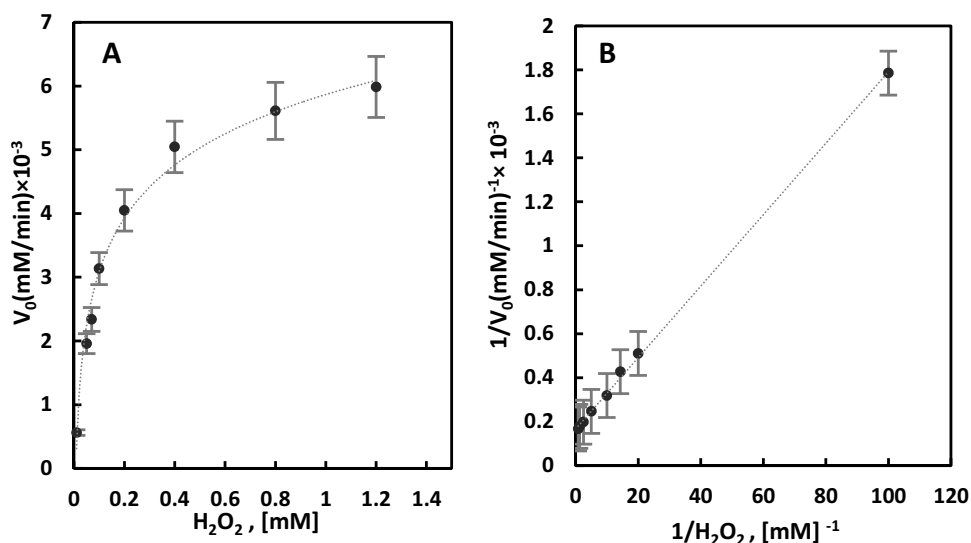 A
V₀(mM/min)×10⁻³
7
6
5
4
3
2
1
0
0 0.2 0.4 0.6 0.8 1 1.2 1.4
H₂O₂ , [mM]
B
1/V₀(mM/min)⁻¹× 10⁻³
2
1.8
1.6
1.4
1.2
1
0.8
0.6
0.4
0.2
0
0 20 40 60 80 100 120
1/H₂O₂ , [mM] ⁻¹